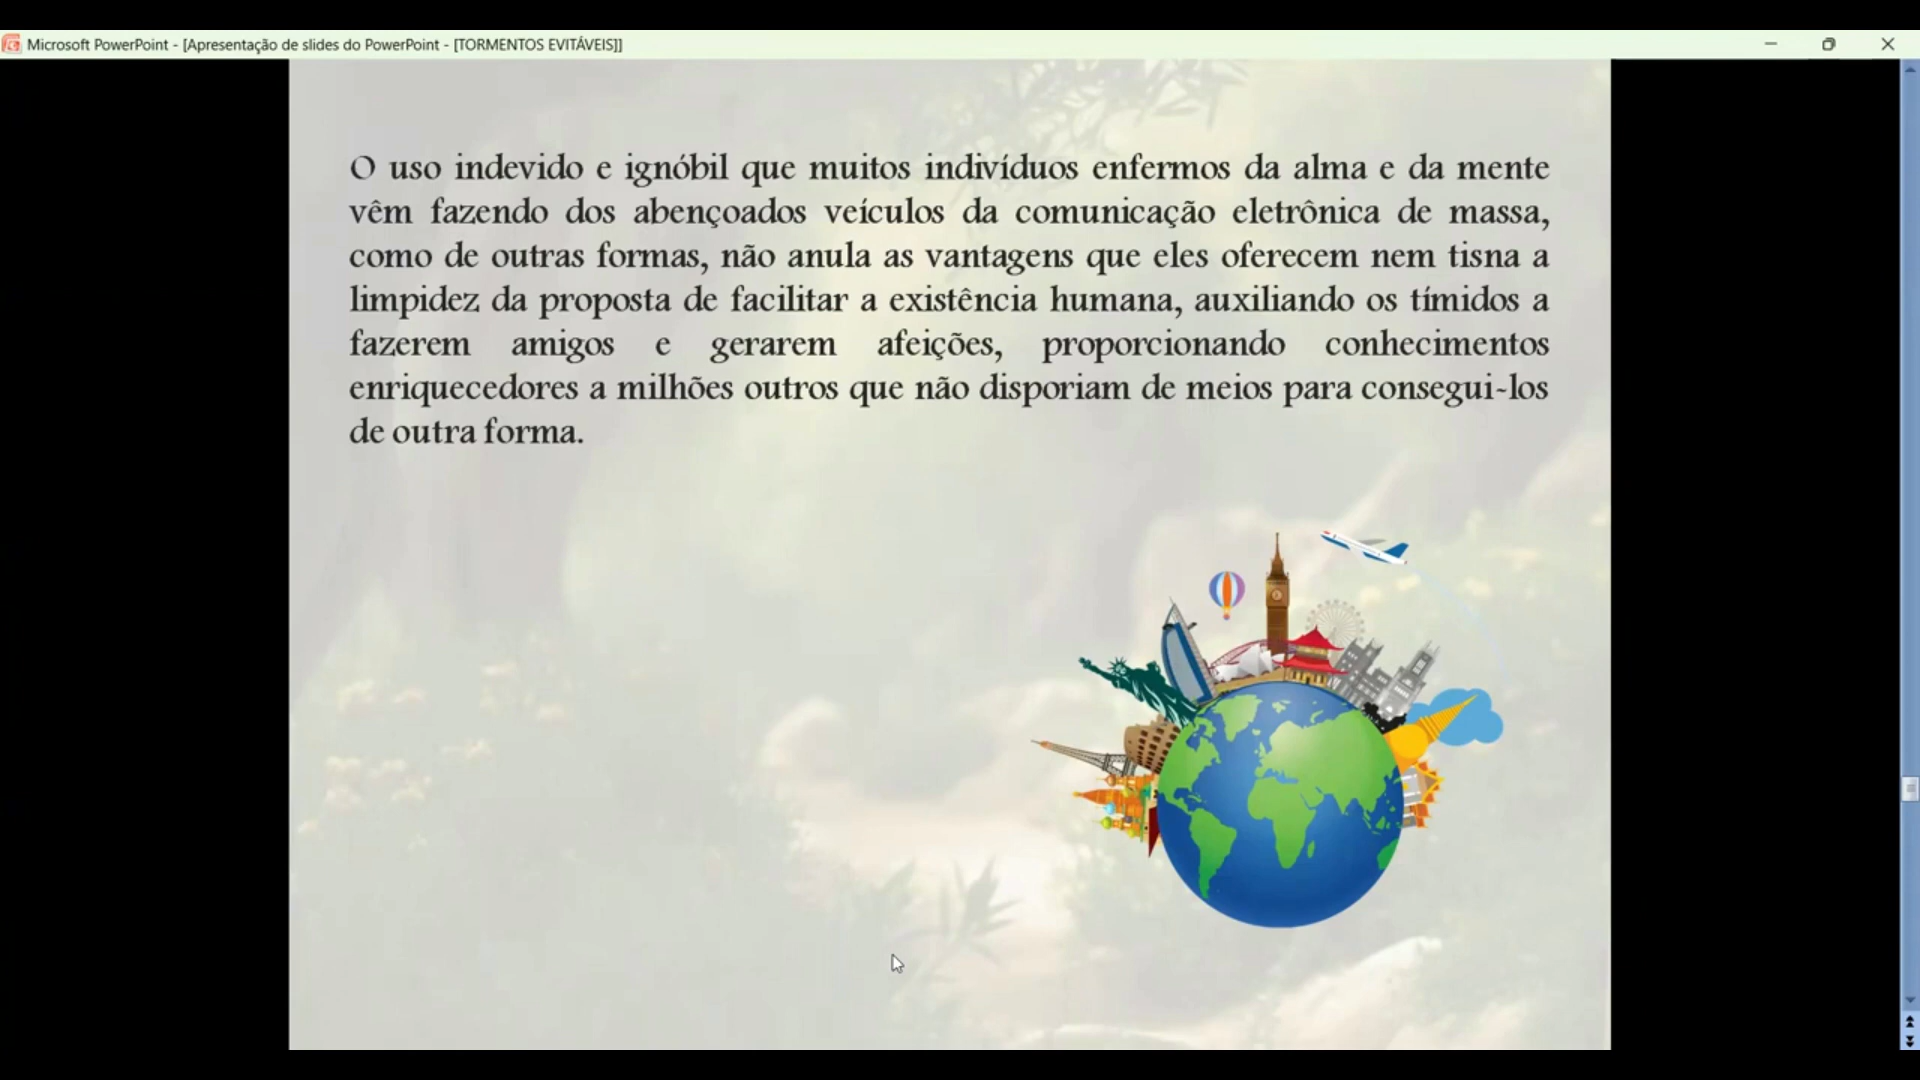 Microsoft PowerPoint - [Apresentação de slides do PowerPoint - [TORMENTOS EVITÁVEIS]]
O uso indevido e ignóbil que muitos indivíduos enfermos da alma e da mente
vêm fazendo dos abençoados veículos da comunicação eletrônica de massa,
como de outras formas, não anula as vantagens que eles oferecem nem tisna a
limpidez da proposta de facilitar a existência humana, auxiliando os tímidos a
fazerem amigos e gerarem afeições, proporcionando conhecimentos
enriquecedores a milhões outros que não disporiam de meios para consegui-los
de outra forma.